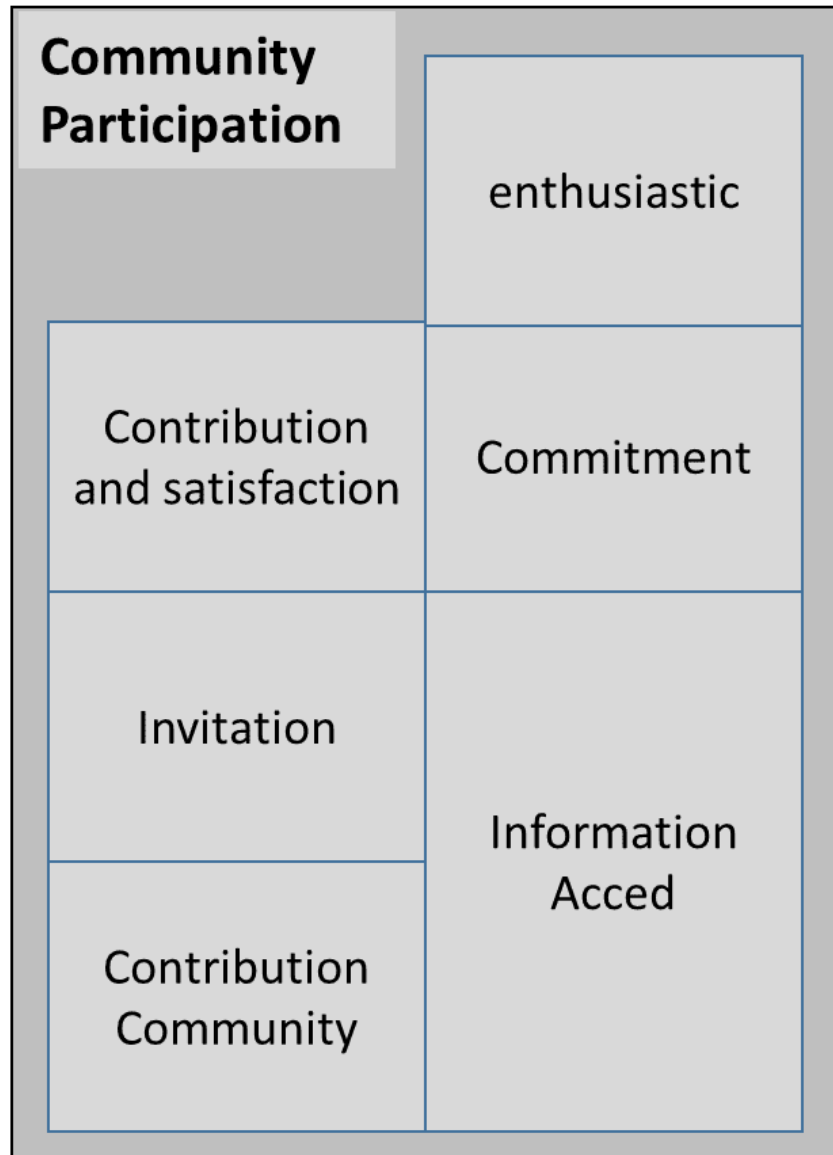 Community
Participation
enthusiastic
Contribution
and satisfaction
Commitment
Invitation
Information
Acced
Contribution
Community